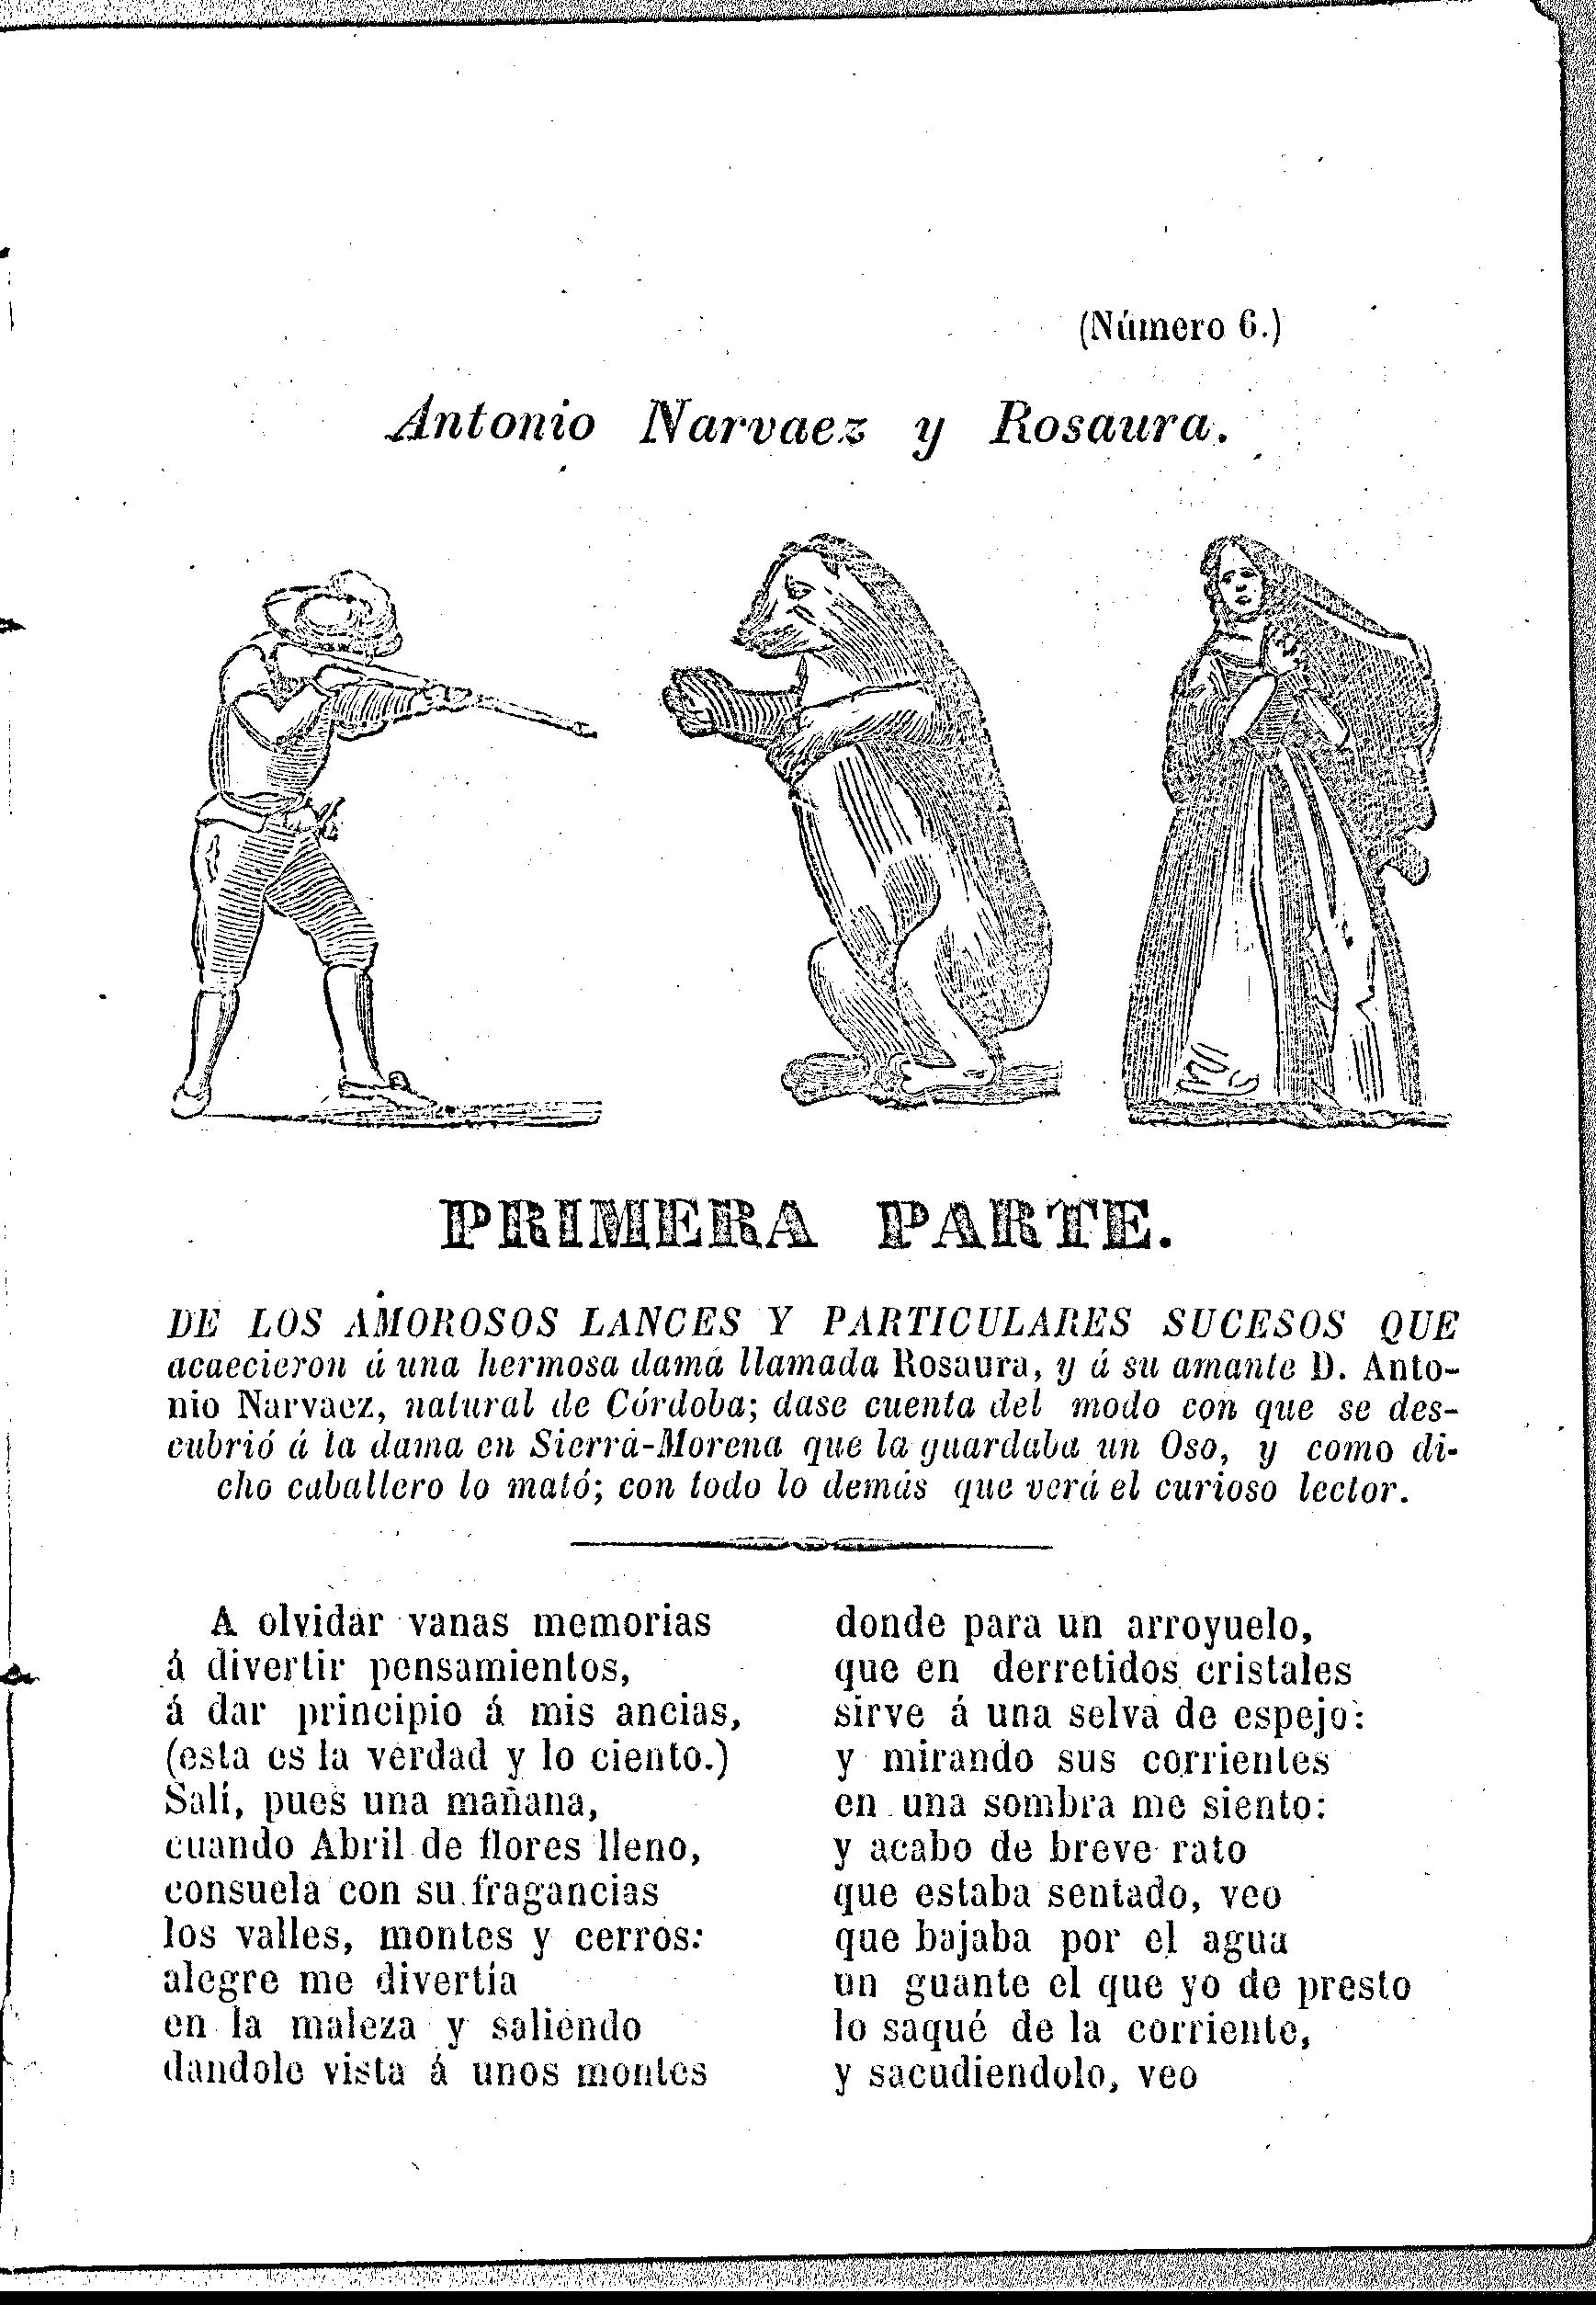 (Número 6.)
Antonio Narvaez y Rosaura.
PRIMERA PARTE.
DE LOS AMOROSOS LANCES Y PARTICULARES SUCESOS QUE
acaecieron á una hermosa dama llamada Rosaura, y á su amante D. Anto-
nio Narvaez, natural de Córdoba; dase cuenta del modo con que se des-
cubrió á la dama en Sierra-Morena que la guardaba un Oso, y como di-
cho caballero lo mató; con todo lo demás que verá el curioso lector.
A olvidar vanas memorias
á divertir pensamientos,
á dar principio á mis ancias,
(esta es la verdad y lo ciento.)
Salí, pues una mañana,
cuando Abril de flores lleno,
consuela con su fragancias
los valles, montes y cerros:
alegre me divertía
en la maleza y saliendo
dandole vista á unos montes
donde para un arroyuelo,
que en derretidos cristales
sirve á una selva de espejo:
y mirando sus corrientes
en una sombra me siento:
y acabo de breve rato
que estaba sentado, veo
que bajaba por el agua
un guante el que yo de presto
lo saqué de la corriente,
y sacudiendolo, veo